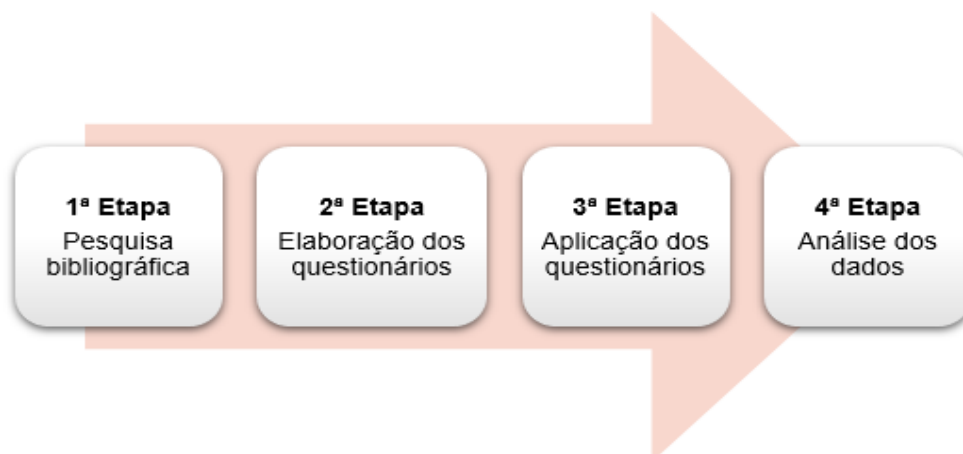 1ª Etapa
Pesquisa
bibliográfica
2ª Etapa
Elaboração dos
questionários
3ª Etapa
Aplicação dos
questionários
4ª Etapa
Análise dos
dados